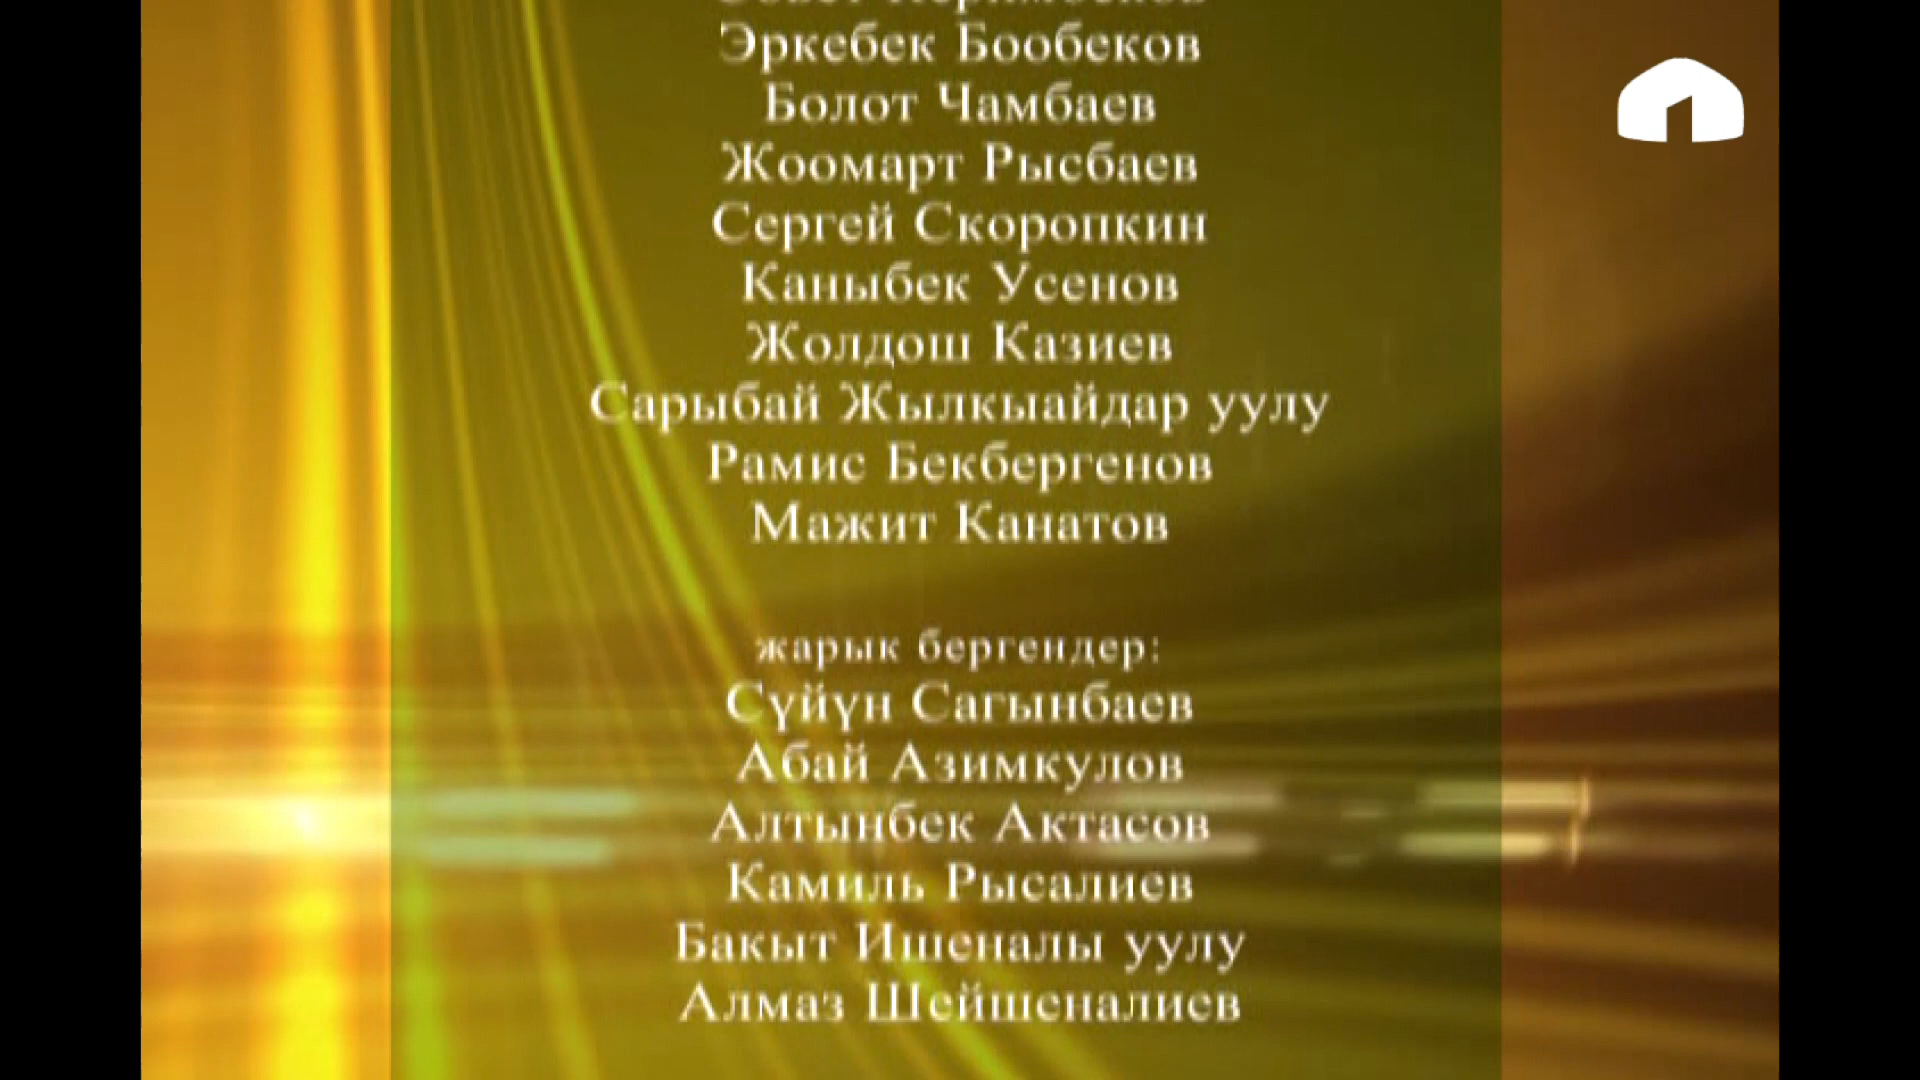 Эркебек Бообеков
Болот Чамбаев
Жоомарт Рысбаев
Сергей Скоропкин
Каныбек Усенов
Жолдош Казиев
Сарыбай Жылкыайдар уулу
Рамис Бекбергенов
Мажит Канатов
жарык бергендер:
Сүйүн Сагынбаев
Абай Азимкулов
Алтынбек Актасов
Камиль Рысалиев
Бакыт Ишеналы уулу
Алмаз Шейшеналиев